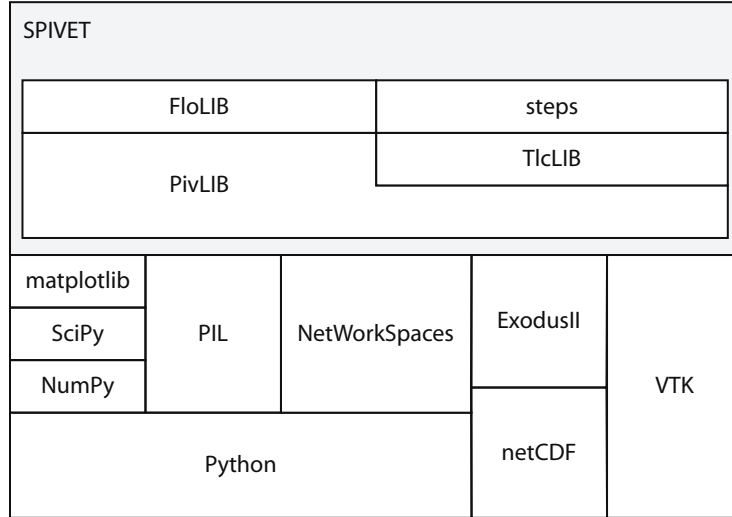 SPIVET
FloLIB
steps
TlcLIB
PivLIB
matplotlib
SciPy
PIL
NetWorkSpaces
ExodusII
NumPy
VTK
Python
netCDF